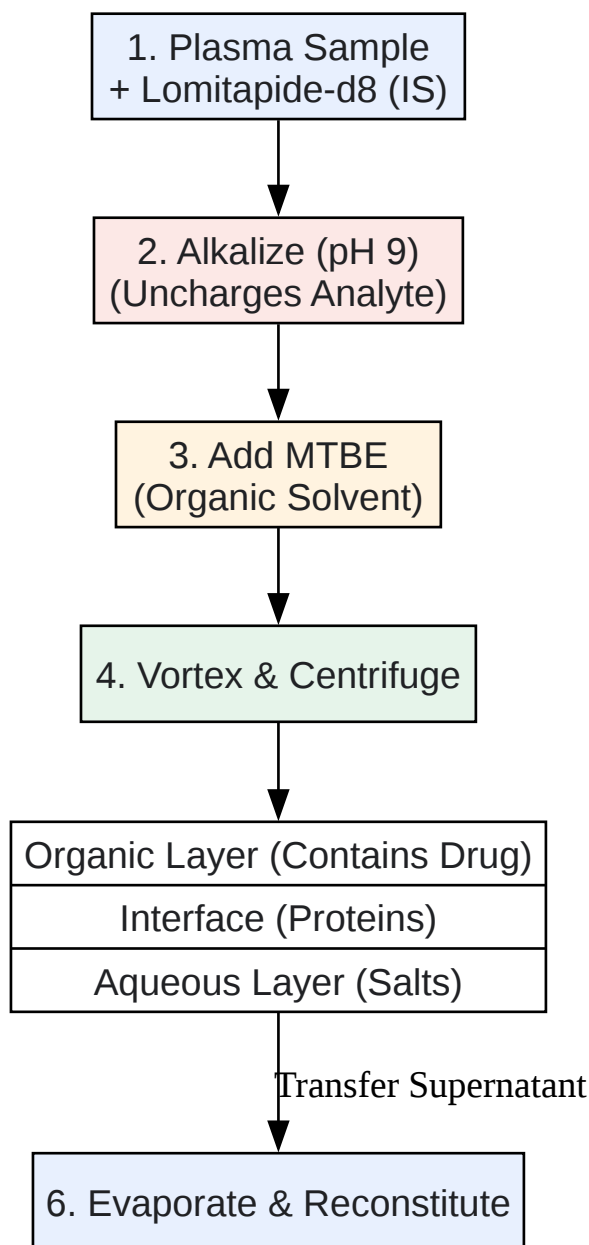 1. Plasma Sample
+ Lomitapide-d8 (IS)
2. Alkalize (pH 9)
(Uncharges Analyte)
3. Add MTBE
(Organic Solvent)
4. Vortex & Centrifuge
Organic Layer (Contains Drug)
Interface (Proteins)
Aqueous Layer (Salts)
Transfer Supernatant
6. Evaporate & Reconstitute